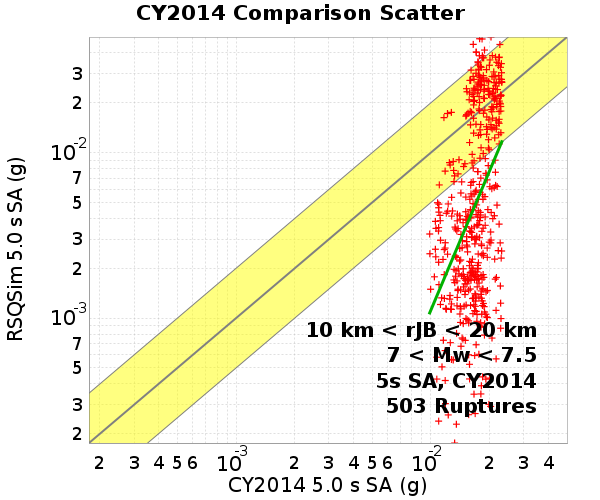 CY2014 Comparison Scatter
RSQSim 5.0 s SA (g)
3
2
10-2
7
5
3
2
10-3
7
5
3
2
10 km < rJB < 20 km
7 < Mw < 7.5
5s SA, CY2014
503 Ruptures
2 3 4 5 6 10-3 2 3 4 5 6 10-2 2 3 4
CY2014 5.0 s SA (g)